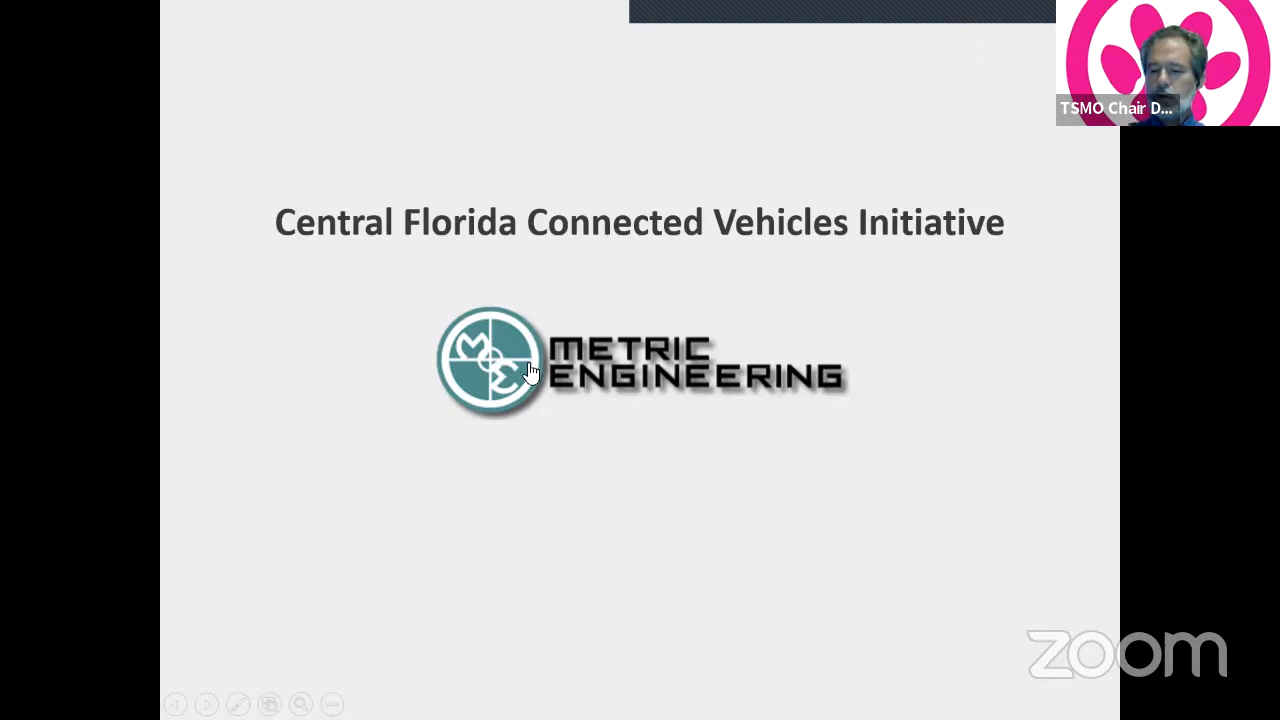 TSMO Chair D...
Central Florida Connected Vehicles Initiative
M
E
METRIC
ENGINEERING
zoom